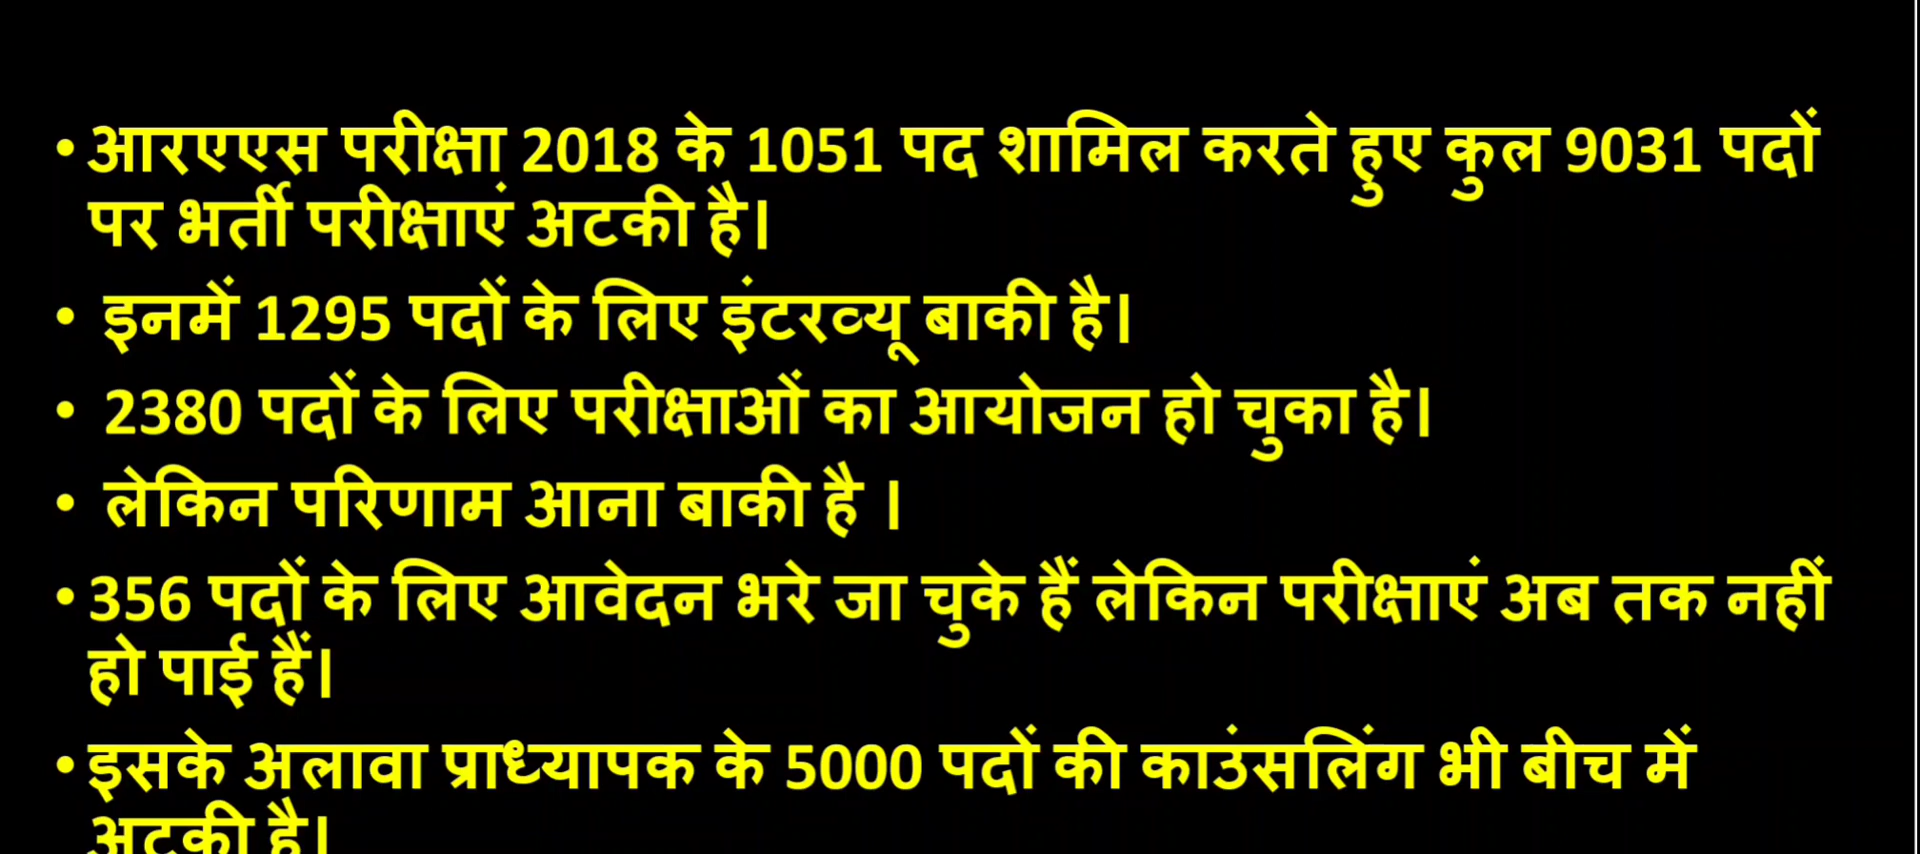 • आरएएस परीक्षा 2018 के 1051 पद शामिल करते हुए कुल 9031 पदों
पर भर्ती परीक्षाएं अटकी है।
• इनमें 1295 पदों के लिए इंटरव्यू बाकी है।
• 2380 पदों के लिए परीक्षाओं का आयोजन हो चुका है।
• लेकिन परिणाम आना बाकी है ।
• 356 पदों के लिए आवेदन भरे जा चुके हैं लेकिन परीक्षाएं अब तक नहीं
हो पाई हैं।
• इसके अलावा प्राध्यापक के 5000 पदों की काउंसलिंग भी बीच में
अटकी है।